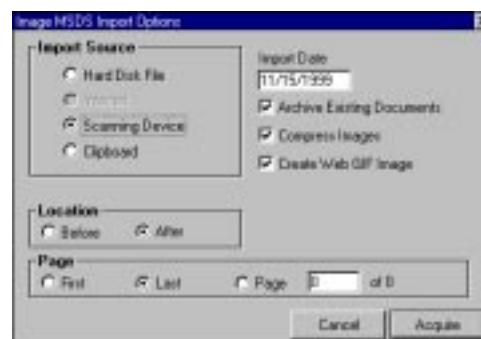 Image MSDS Import Options
Import Source
Hard Disk File
Scanning Device
Clipboard
Import Date
11/15/1999
Archive Existing Documents
Compress Images
Create Web GIF Image
Location
Before After
Page
First Last Page 0 of 0
Cancel Acquire